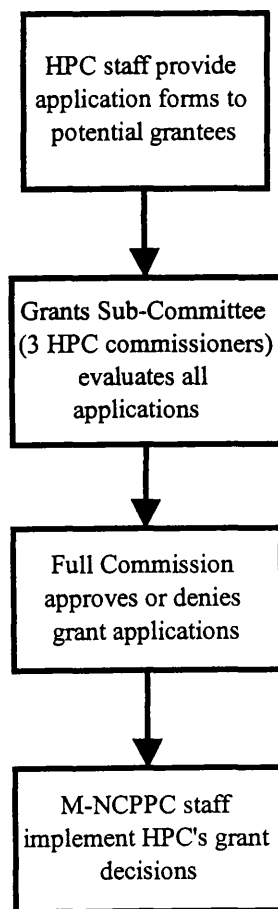 HPC staff provide
application forms to
potential grantees
Grants Sub-Committee
(3 HPC commissioners)
evaluates all
applications
Full Commission
approves or denies
grant applications
M-NCPPC staff
implement HPC's grant
decisions